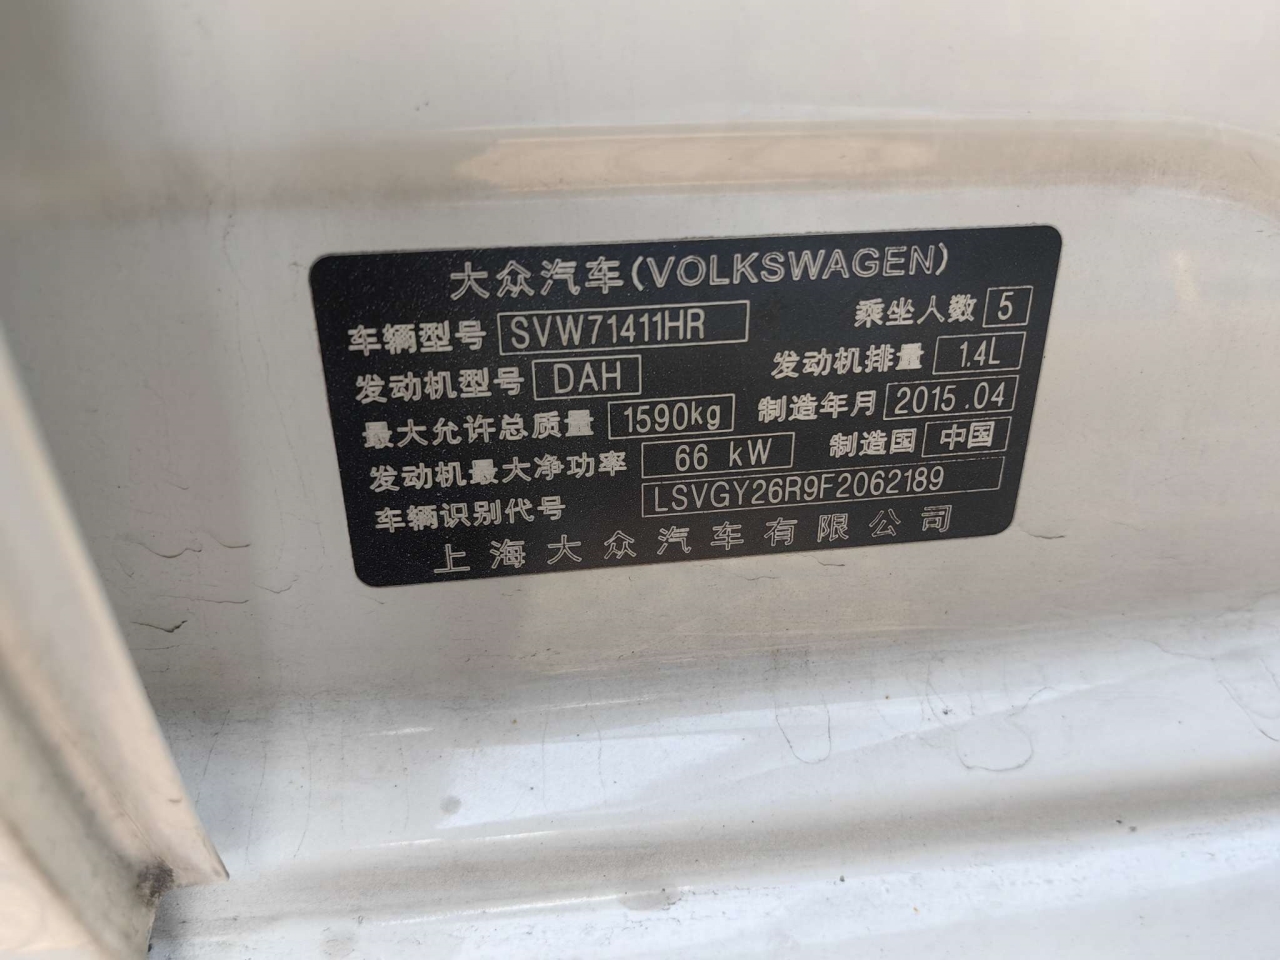 大众汽车(VOLKSWAGEN)
车辆型号 SVW71411HR 乘坐人数 5
发动机型号 DAH 发动机排量 1.4L
最大允许总质量 1590kg 制造年月 2015.04
发动机最大净功率 66 kW 制造国 中国
车辆识别代号 LSVGY26R9F2062189
上海大众汽车有限公司